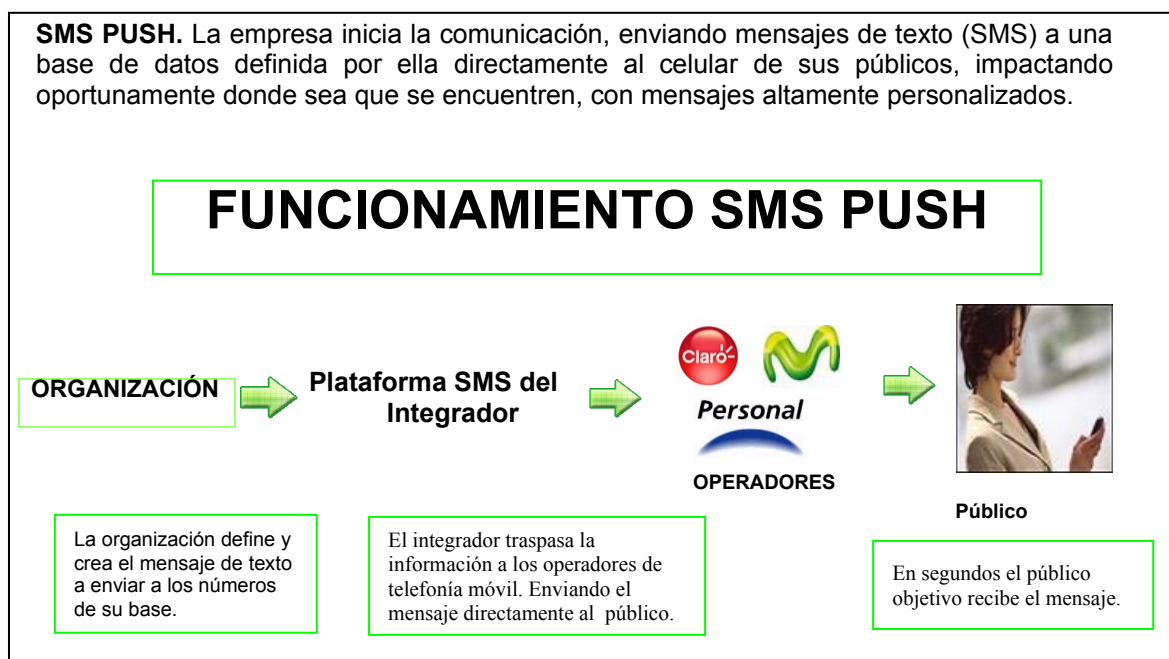 SMS PUSH. La empresa inicia la comunicación, enviando mensajes de texto (SMS) a una
base de datos definida por ella directamente al celular de sus públicos, impactando
oportunamente donde sea que se encuentren, con mensajes altamente personalizados.
FUNCIONAMIENTO SMS PUSH
ORGANIZACIÓN
Plataforma SMS del
Integrador
Claro
Personal
OPERADORES
Público
La organización define y
crea el mensaje de texto
a enviar a los números
de su base.
El integrador traspasa la
información a los operadores de
telefonía móvil. Enviando el
mensaje directamente al público.
En segundos el público
objetivo recibe el mensaje.